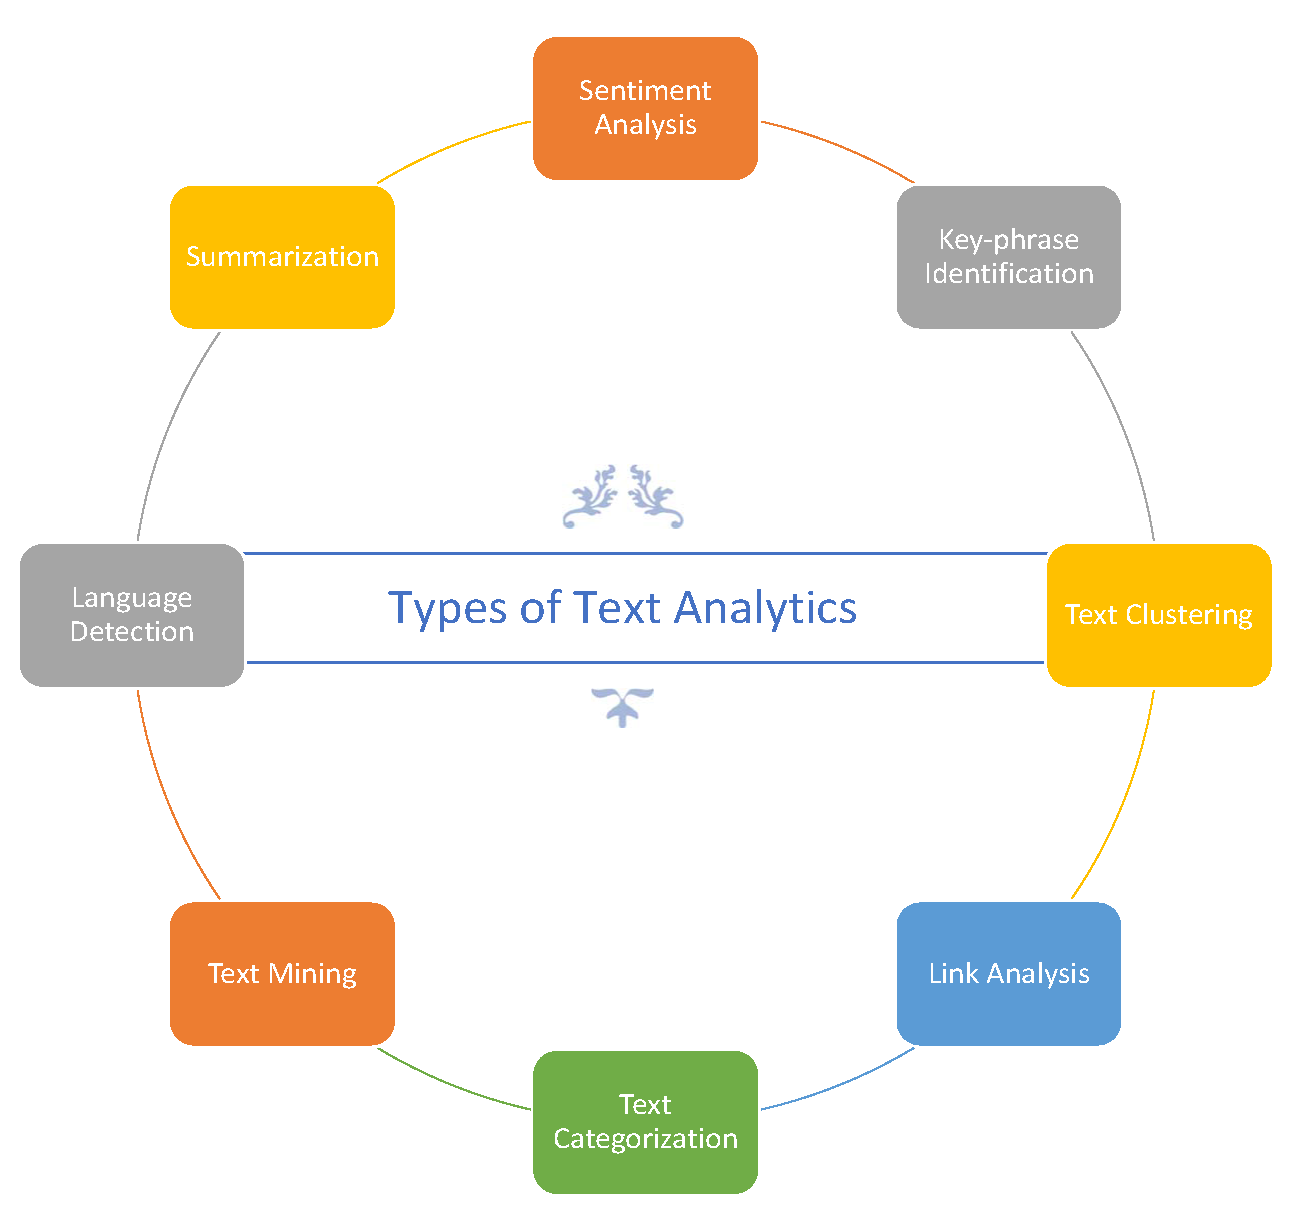 Sentiment
Analysis
Key-phrase
Identification
Text Clustering
Link Analysis
Text
Categorization
Text Mining
Language
Detection
Summarization
Types of Text Analytics